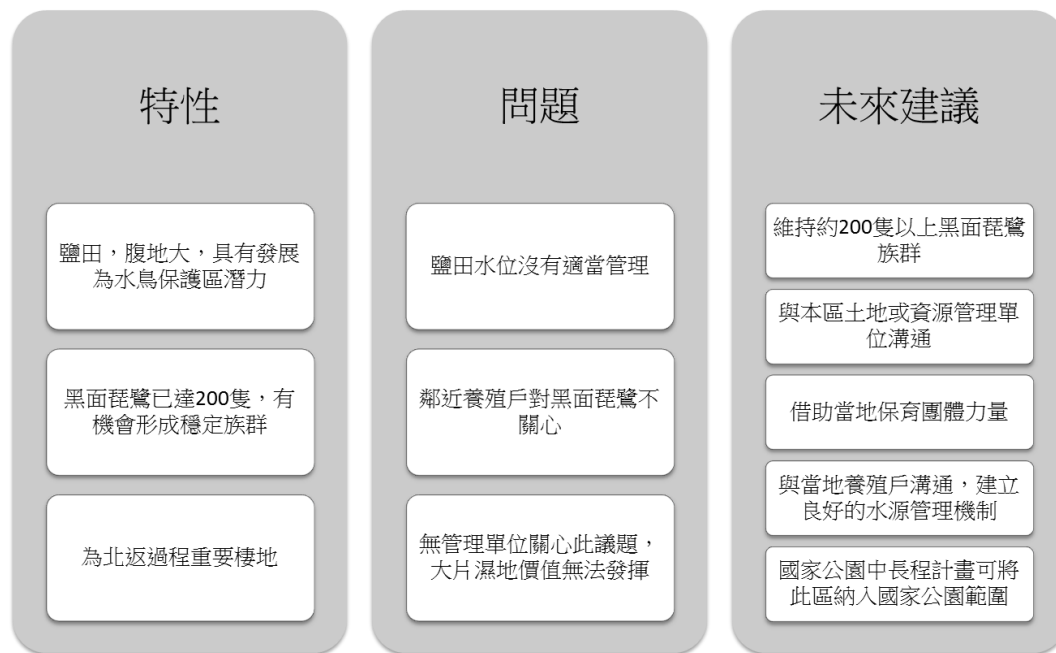 特性
鹽田，腹地大，具有發展
為水鳥保護區潛力
黑面琵鷺已達200隻，有
機會形成穩定族群
為北返過程重要棲地
問題
鹽田水位沒有適當管理
鄰近養殖戶對黑面琵鷺不
關心
無管理單位關心此議題，
大片濕地價值無法發揮
未來建議
維持約200隻以上黑面琵鷺
族群
與本區土地或資源管理單
位溝通
借助當地保育團體力量
與當地養殖戶溝通，建立
良好的水源管理機制
國家公園中長程計畫可將
此區納入國家公園範圍